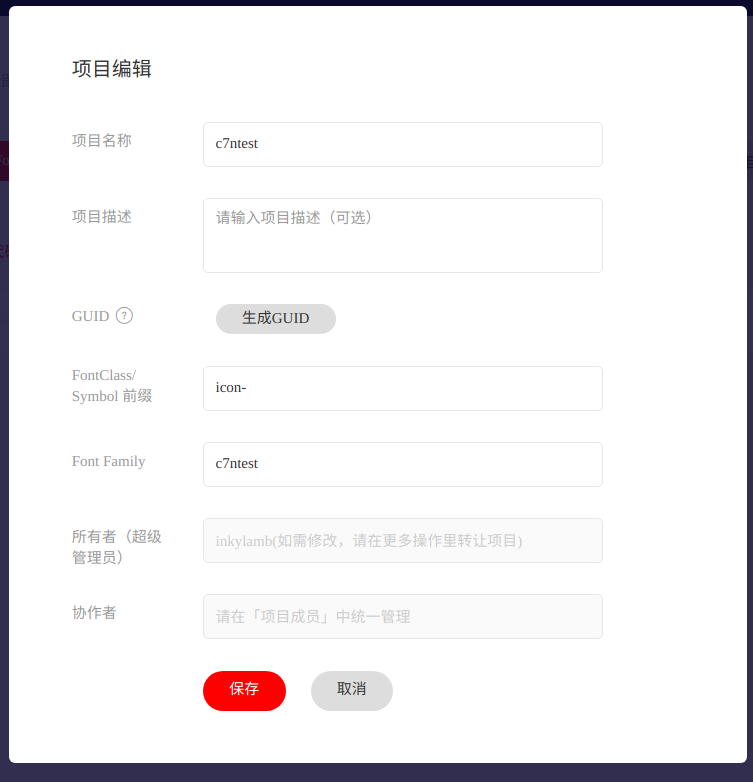 项目编辑
项目名称
c7ntest
项目描述
请输入项目描述（可选）
GUID ?
生成GUID
FontClass/
Symbol 前缀
icon-
Font Family
c7ntest
所有者（超级
管理员）
inkylamb(如需修改，请在更多操作里转让项目)
协作者
请在「项目成员」中统一管理
保存
取消